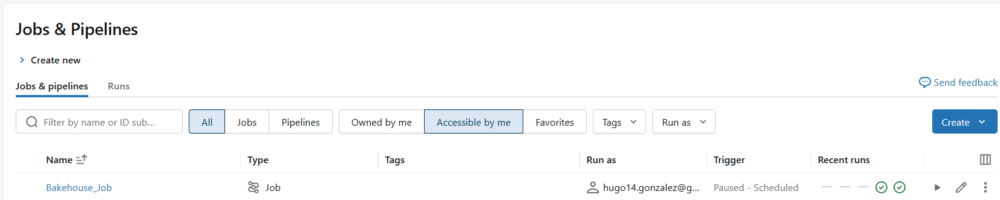 Jobs & Pipelines
Create new
Jobs & pipelines Runs
Send feedback
Filter by name or ID sub... All Jobs Pipelines Owned by me Accessible by me Favorites Tags Run as Create
Name Type Tags Run as Trigger Recent runs
Bakehouse_Job Job hugo14.gonzalez@g... Paused - Scheduled